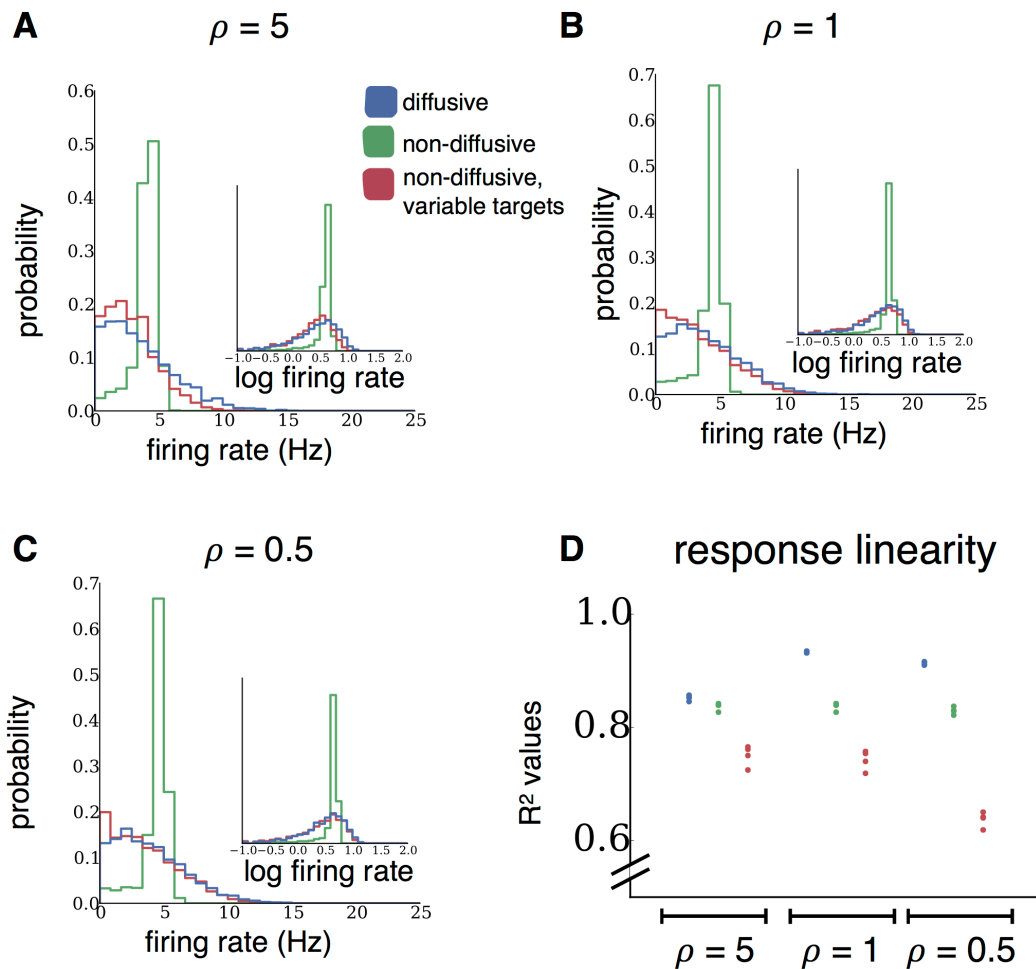 A
ρ = 5
probability
0.6
0.5
0.4
0.3
0.2
0.1
0.0
0 5 10 15 20 25
firing rate (Hz)
diffusive
non-diffusive
non-diffusive,
variable targets
−1.0 −0.5 0.0 0.5 1.0 1.5 2.0
log firing rate
B
ρ = 1
probability
0.7
0.6
0.5
0.4
0.3
0.2
0.1
0.0
0 5 10 15 20 25
firing rate (Hz)
−1.0 −0.5 0.0 0.5 1.0 1.5 2.0
log firing rate
C
ρ = 0.5
probability
0.7
0.6
0.5
0.4
0.3
0.2
0.1
0.0
0 5 10 15 20 25
firing rate (Hz)
−1.0 −0.5 0.0 0.5 1.0 1.5 2.0
log firing rate
D
response linearity
R² values
1.0
0.8
0.6
ρ = 5 ρ = 1 ρ = 0.5